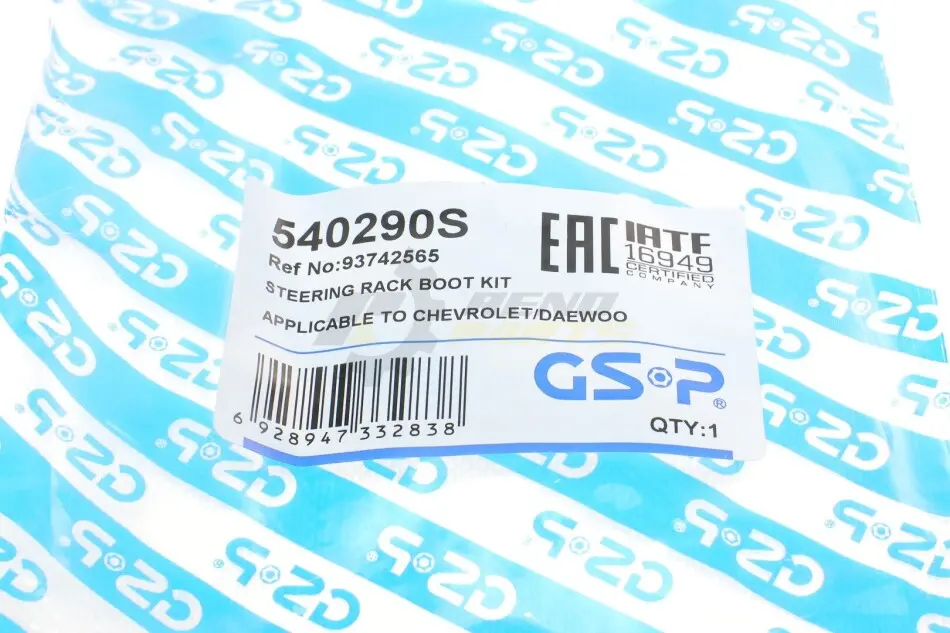 540290S
Ref No:93742565
STEERING RACK BOOT KIT
APPLICABLE TO CHEVROLET/DAEWOO
EAC
IATF
16949
CERTIFIED
COMPANY
GSP
®
6 928947 332838
QTY:1